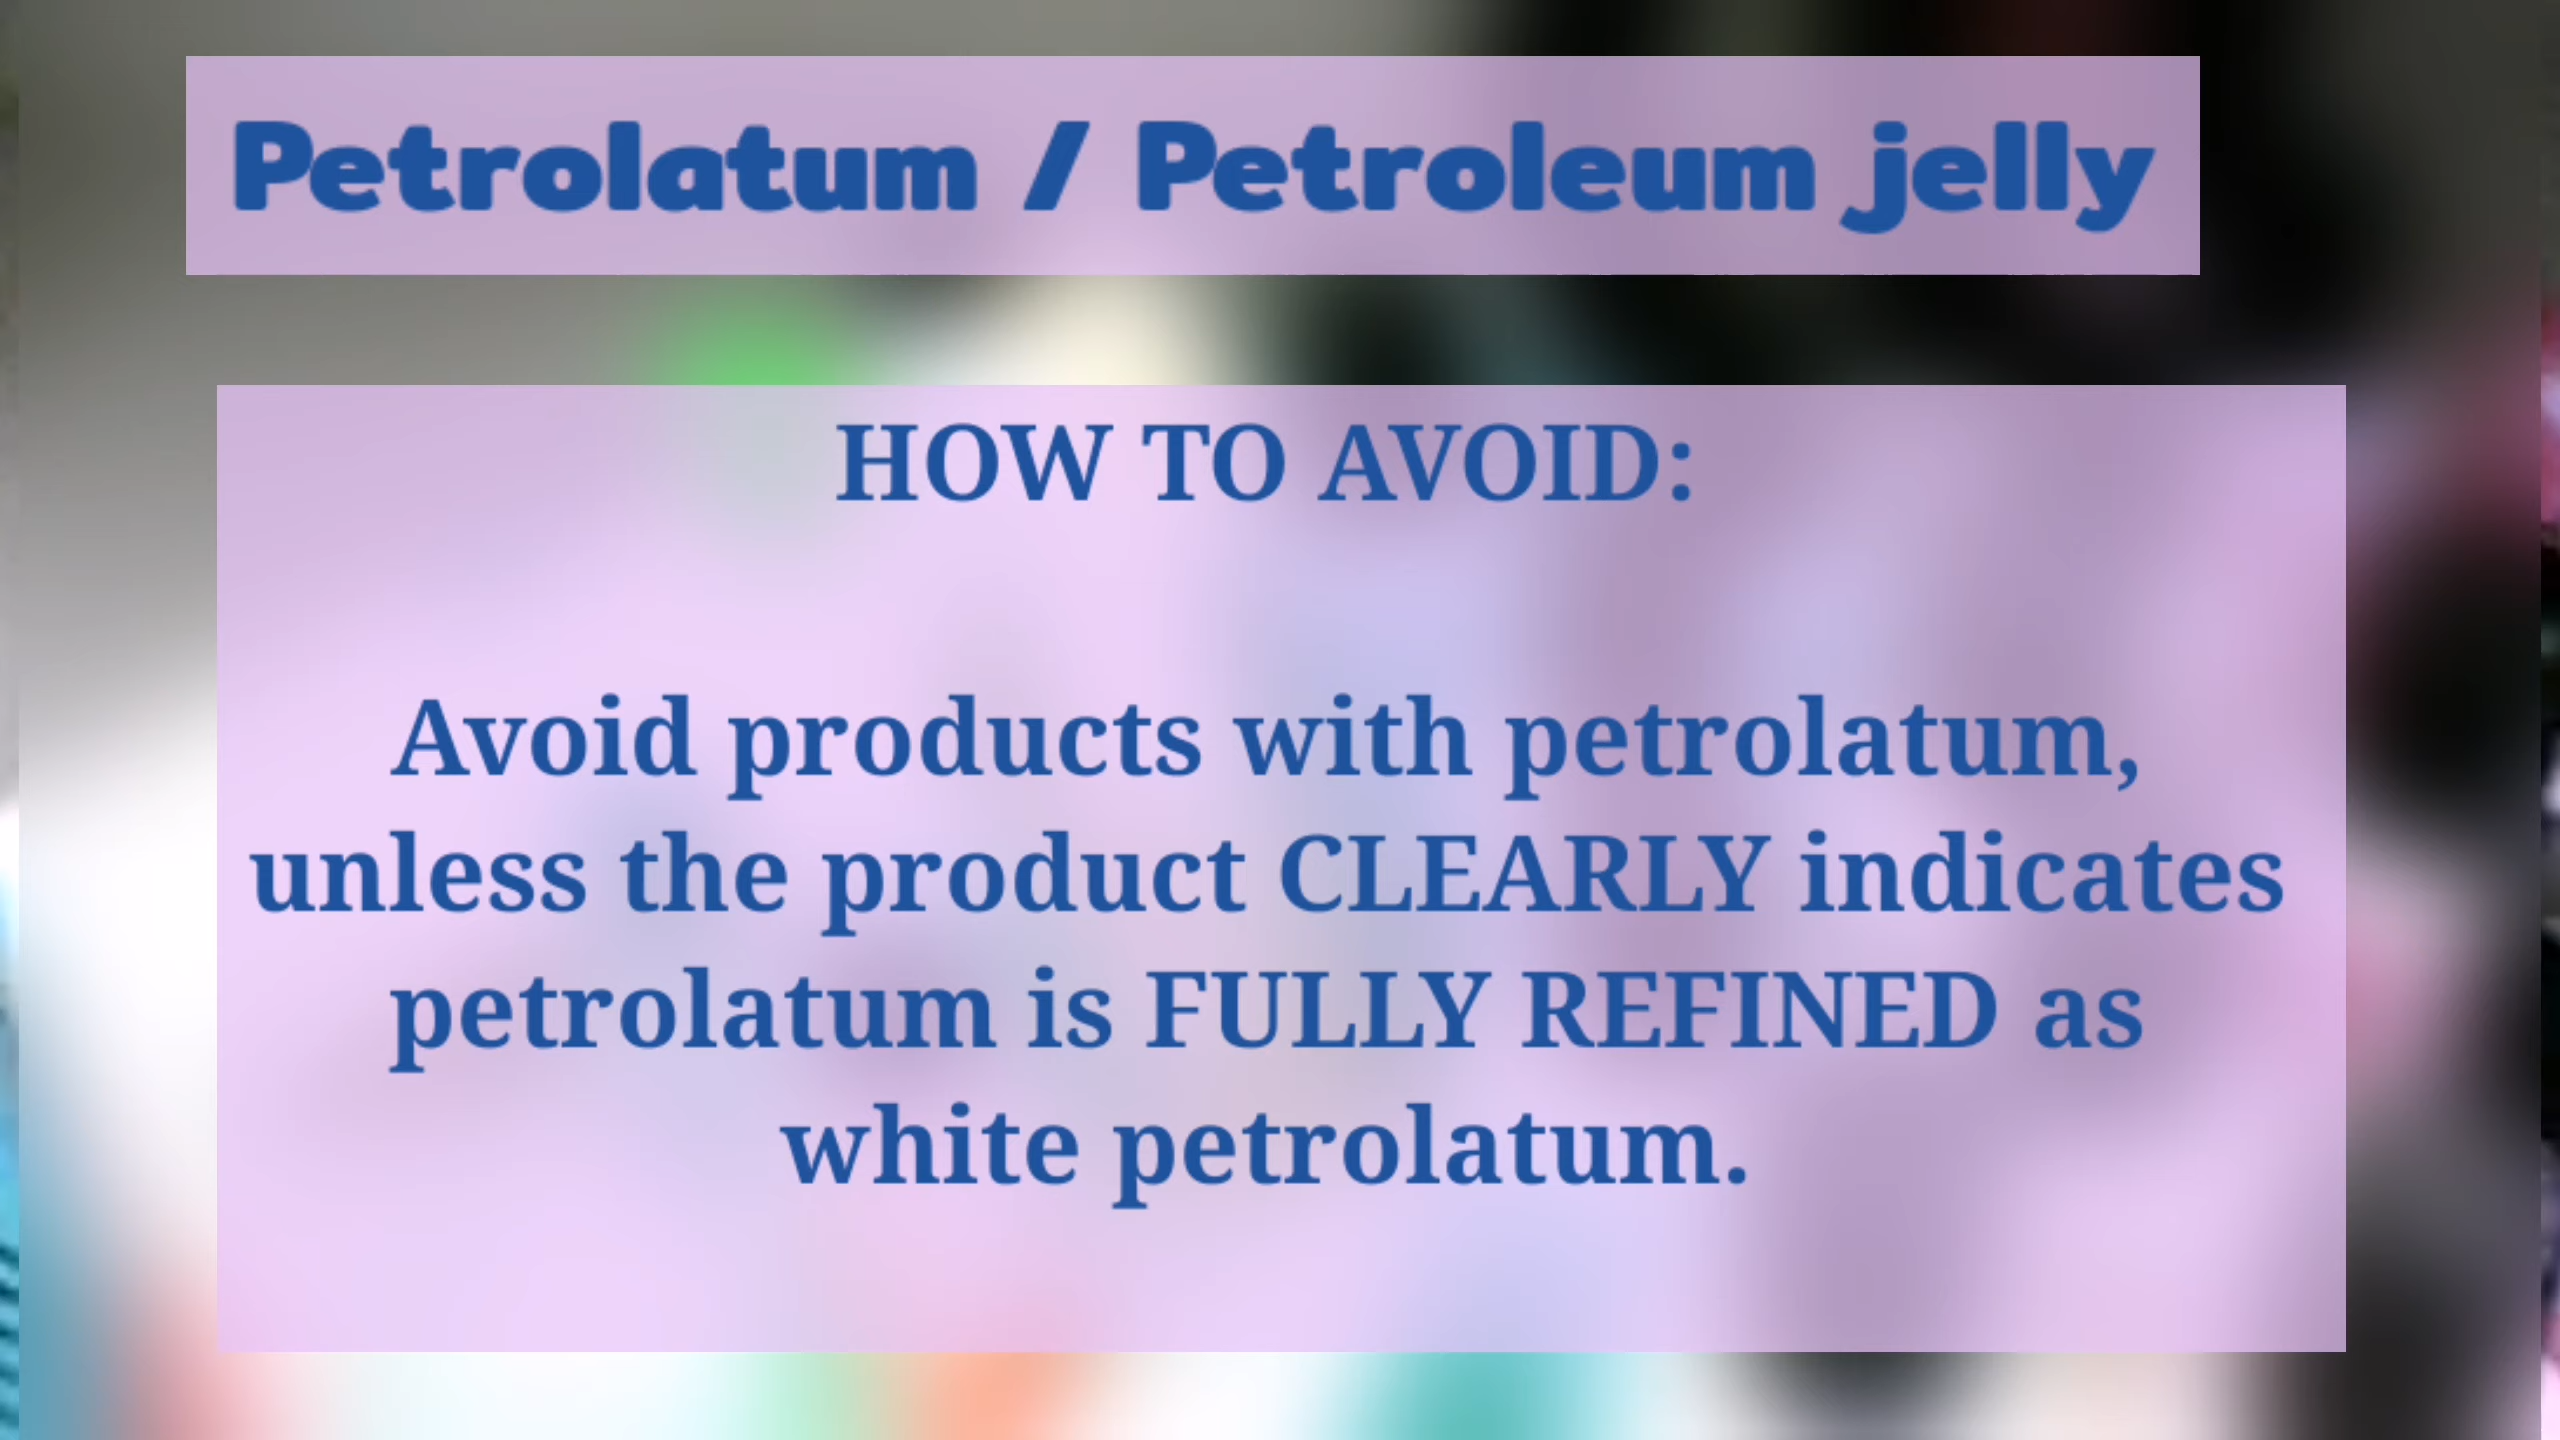 Petrolatum / Petroleum jelly
HOW TO AVOID:
Avoid products with petrolatum,
unless the product CLEARLY indicates
petrolatum is FULLY REFINED as
white petrolatum.